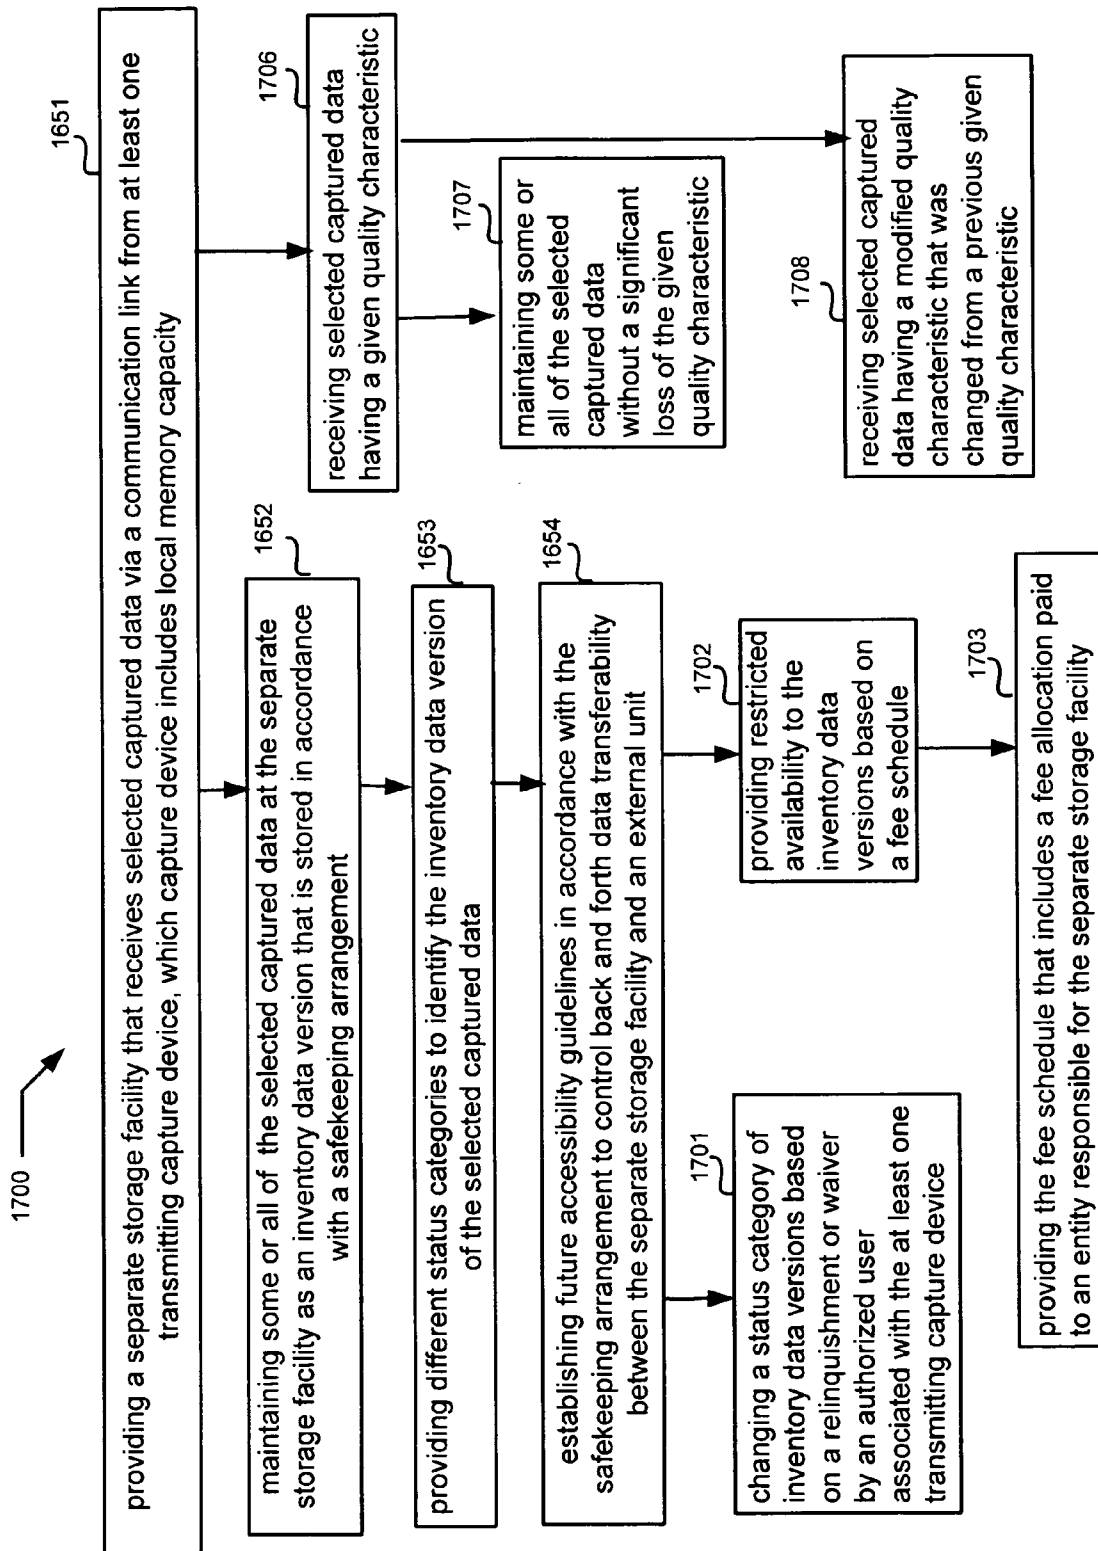 1700
1651
providing a separate storage facility that receives selected captured data via a communication link from at least one
transmitting capture device, which capture device includes local memory capacity
1652
maintaining some or all of the selected captured data at the separate
storage facility as an inventory data version that is stored in accordance
with a safekeeping arrangement
1653
providing different status categories to identify the inventory data version
of the selected captured data
1654
establishing future accessibility guidelines in accordance with the
safekeeping arrangement to control back and forth data transferability
between the separate storage facility and an external unit
1701
changing a status category of
inventory data versions based
on a relinquishment or waiver
by an authorized user
associated with the at least one
transmitting capture device
1702
providing restricted
availability to the
inventory data
versions based on
a fee schedule
1703
providing the fee schedule that includes a fee allocation paid
to an entity responsible for the separate storage facility
1706
receiving selected captured data
having a given quality characteristic
1707
maintaining some or
all of the selected
captured data
without a significant
loss of the given
quality characteristic
1708
receiving selected captured
data having a modified quality
characteristic that was
changed from a previous given
quality characteristic